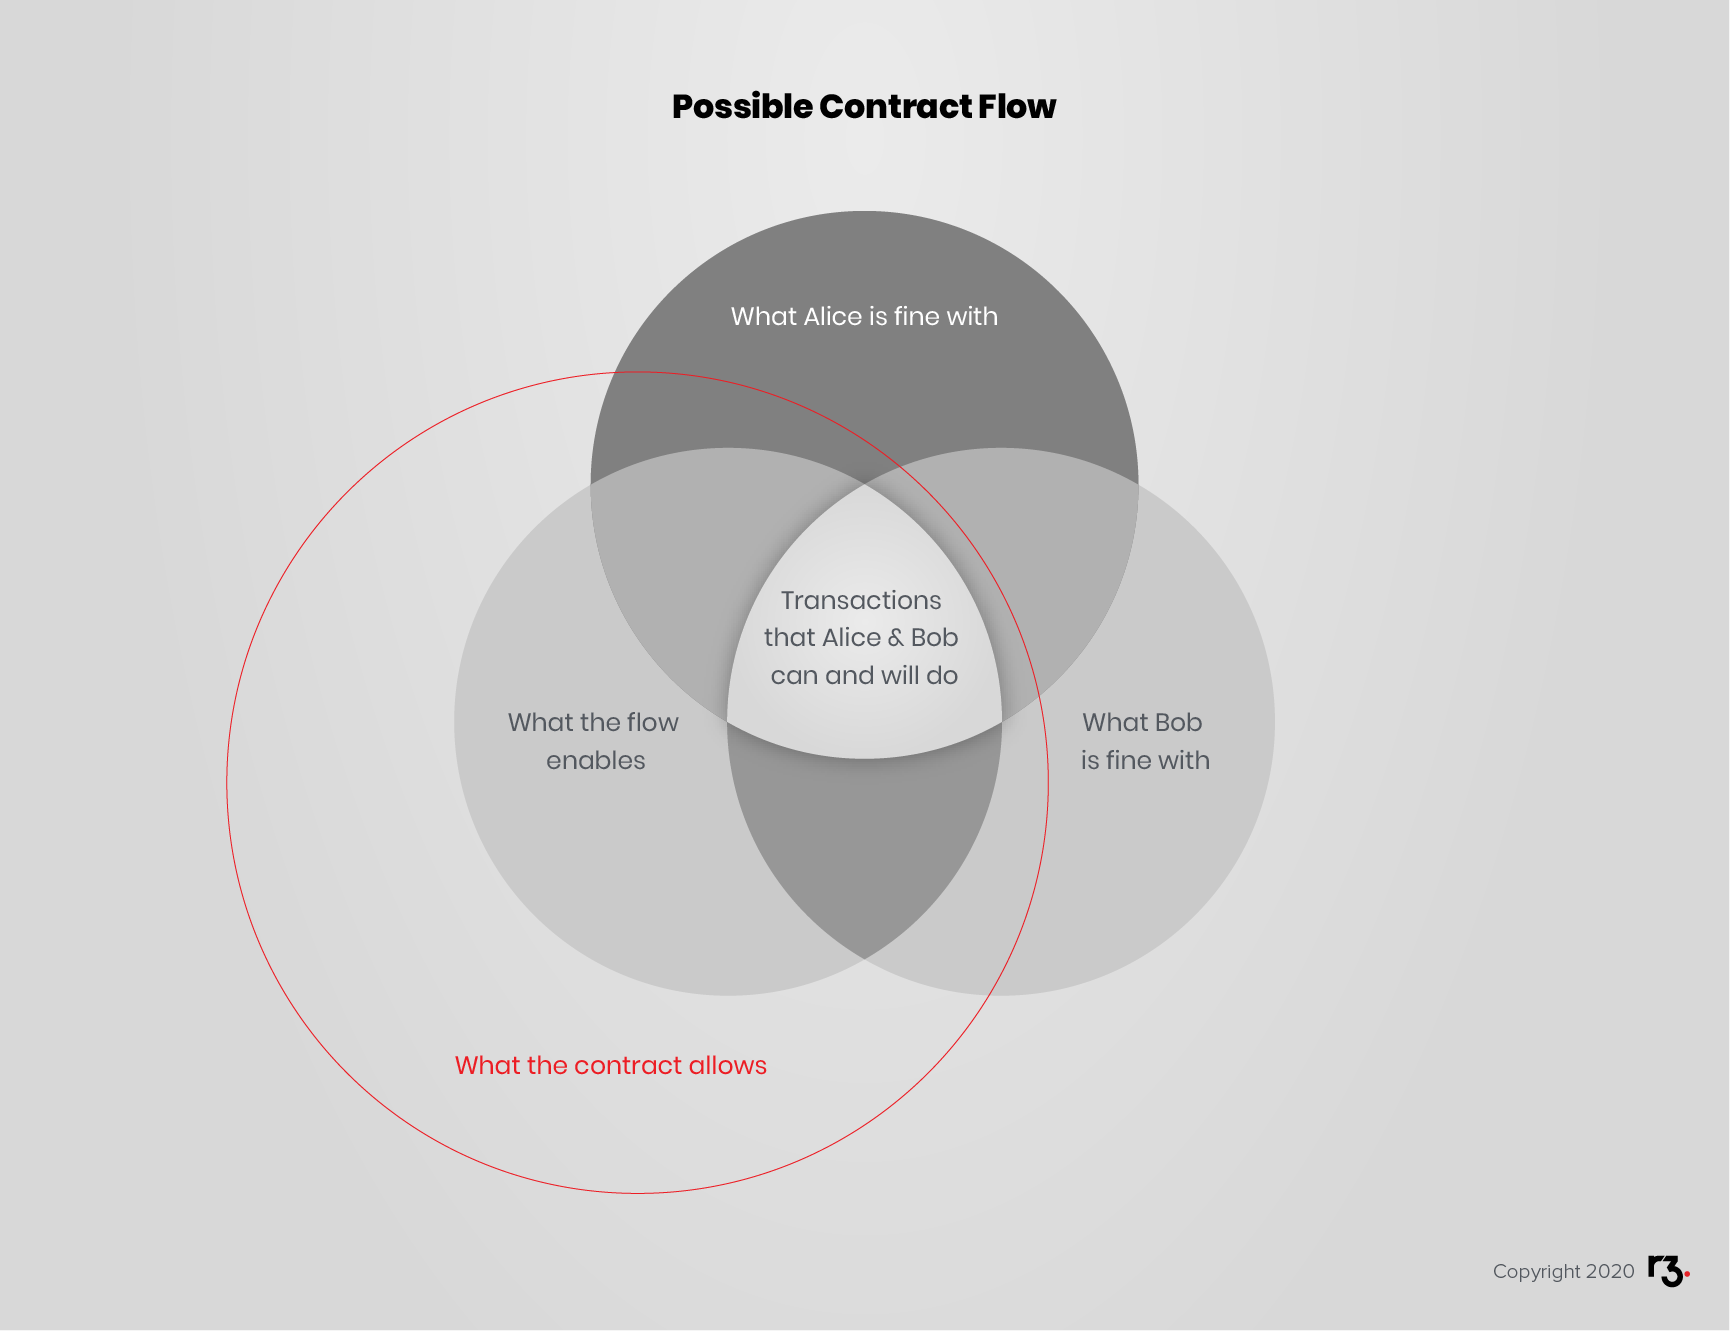 Possible Contract Flow
What Alice is fine with
Transactions
that Alice & Bob
can and will do
What the flow
enables
What Bob
is fine with
What the contract allows
Copyright 2020 r3.